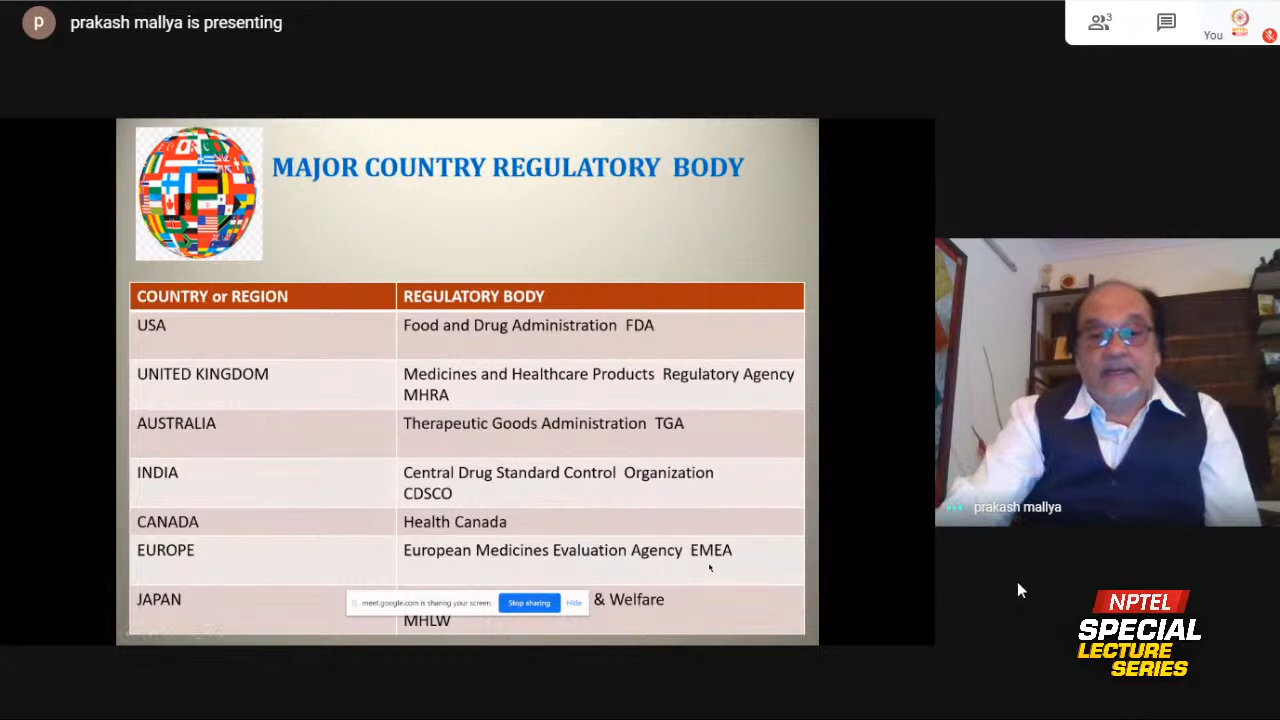 p
prakash mallya is presenting
3
You
MAJOR COUNTRY REGULATORY BODY
COUNTRY or REGION
REGULATORY BODY
USA
Food and Drug Administration FDA
UNITED KINGDOM
Medicines and Healthcare Products Regulatory Agency
MHRA
AUSTRALIA
Therapeutic Goods Administration TGA
INDIA
Central Drug Standard Control Organization
CDSCO
CANADA
Health Canada
EUROPE
European Medicines Evaluation Agency EMEA
JAPAN
& Welfare
MHLW
meet.google.com is sharing your screen.
Stop sharing
Hide
prakash mallya
NPTEL
SPECIAL
LECTURE
SERIES